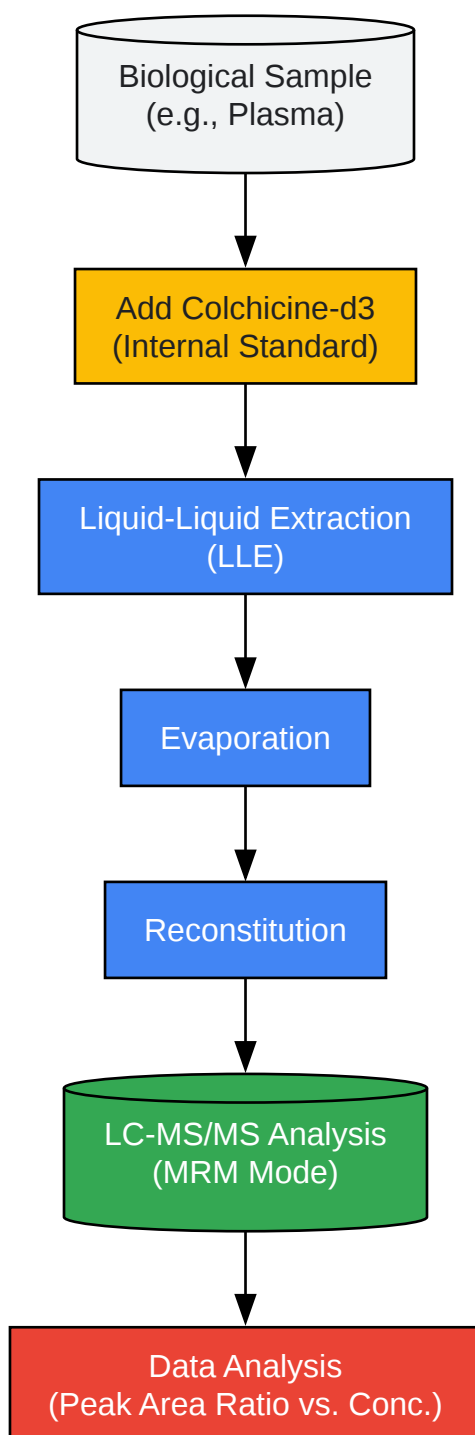 Biological Sample
(e.g., Plasma)
Add Colchicine-d3
(Internal Standard)
Liquid-Liquid Extraction
(LLE)
Evaporation
Reconstitution
LC-MS/MS Analysis
(MRM Mode)
Data Analysis
(Peak Area Ratio vs. Conc.)